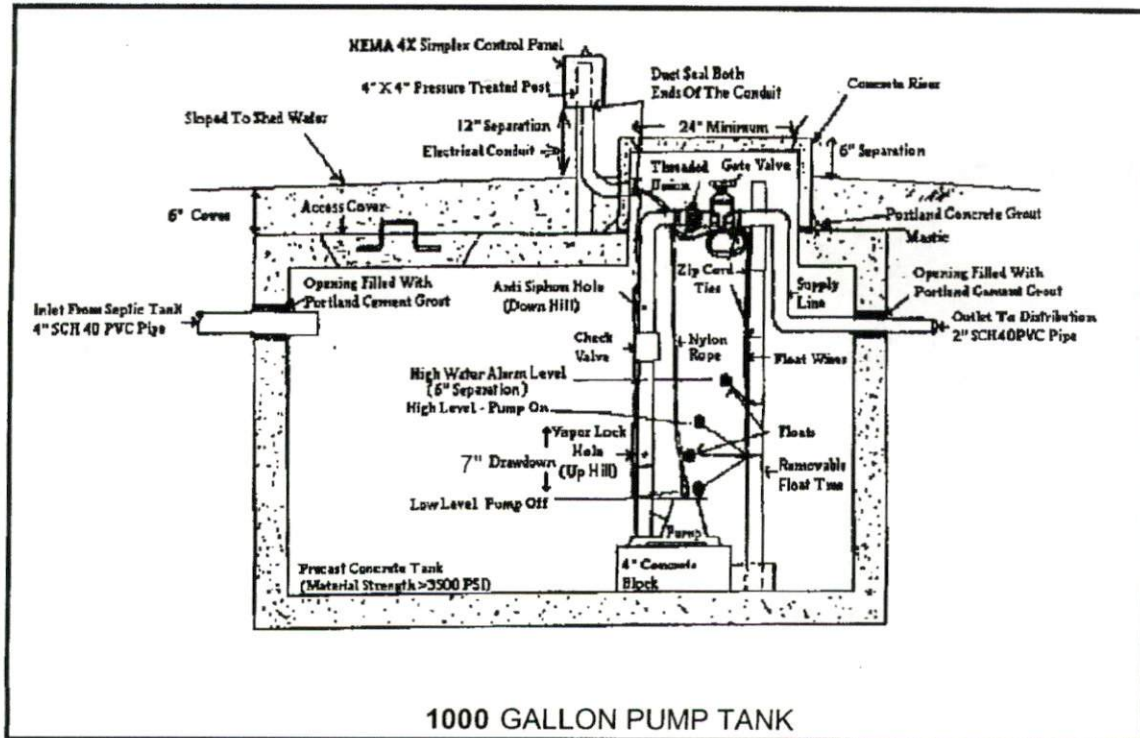 NEMA 4X Simplex Control Panel
4" X 4" Pressure Treated Post
Duct Seal Both
Ends Of The Conduit
Concrete Riser
Sloped To Shed Water
12" Separation
24" Minimum
Electrical Conduit
6" Separation
Threaded
Union
Gate Valve
6" Cover
Access Cover
Portland Concrete Grout
Mastic
Opening Filled With
Portland Cement Grout
Anti Siphon Hole
(Down Hill)
Zip Cord
Ties
Supply
Line
Opening Filled With
Portland Cement Grout
Inlet From Septic Tank
4" SCH 40 PVC Pipe
Outlet To Distribution
2" SCH40PVC Pipe
Check
Valve
Nylon
Rope
Float Wires
High Water Alarm Level
(6" Separation)
High Level - Pump On
Floats
Vapor Lock
Hole
(Up Hill)
7" Drawdown
Removable
Float Tree
Low Level Pump Off
Pump
Precast Concrete Tank
(Material Strength >3500 PSI)
4" Concrete
Block
1000 GALLON PUMP TANK